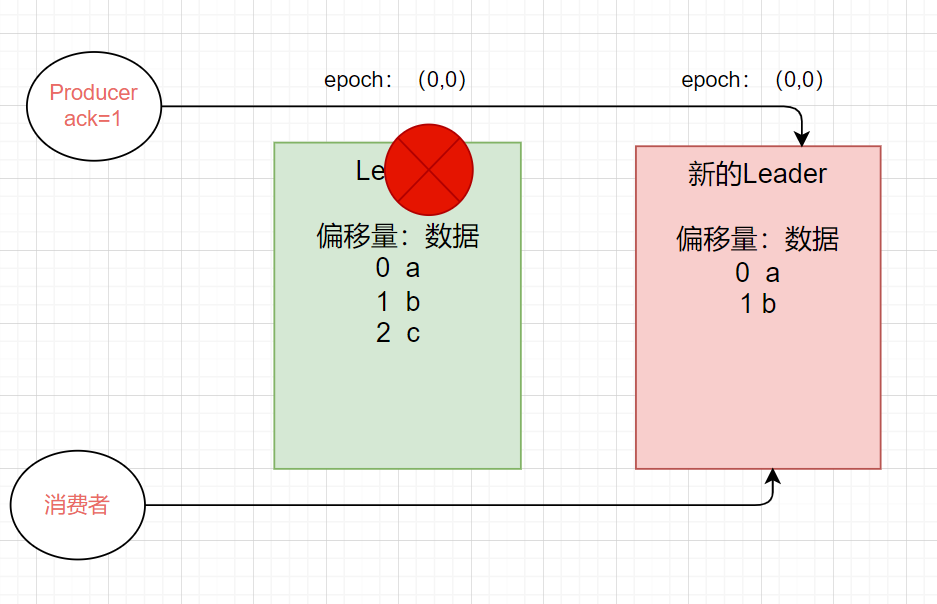 epoch：（0,0）
epoch：（0,0）
Producer
ack=1
Le
偏移量：数据
0 a
1 b
2 c
新的Leader
偏移量：数据
0 a
1 b
消费者